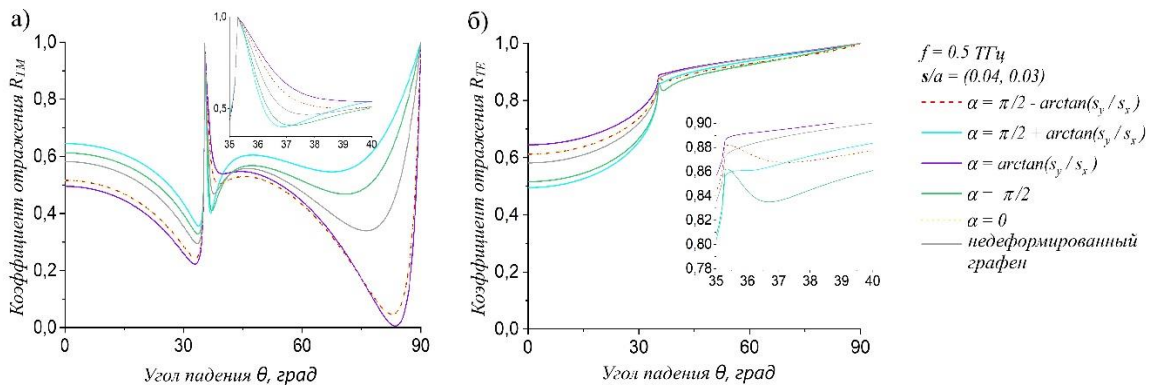 а)
Коэффициент отражения R_TM
1,0
0,8
0,6
0,4
0,2
0,0
0
30
60
90
Угол падения θ, град
1,0
0,5
35 36 37 38 39 40
б)
Коэффициент отражения R_TE
1,0
0,8
0,6
0,4
0,2
0,0
0
30
60
90
Угол падения θ, град
0,90
0,88
0,86
0,84
0,82
0,80
0,78
35 36 37 38 39 40
f = 0.5 ТГц
s/a = (0.04, 0.03)
α = π/2 - arctan(s_y / s_x)
α = π/2 + arctan(s_y / s_x)
α = arctan(s_y / s_x)
α = π/2
α = 0
недеформированный
графен